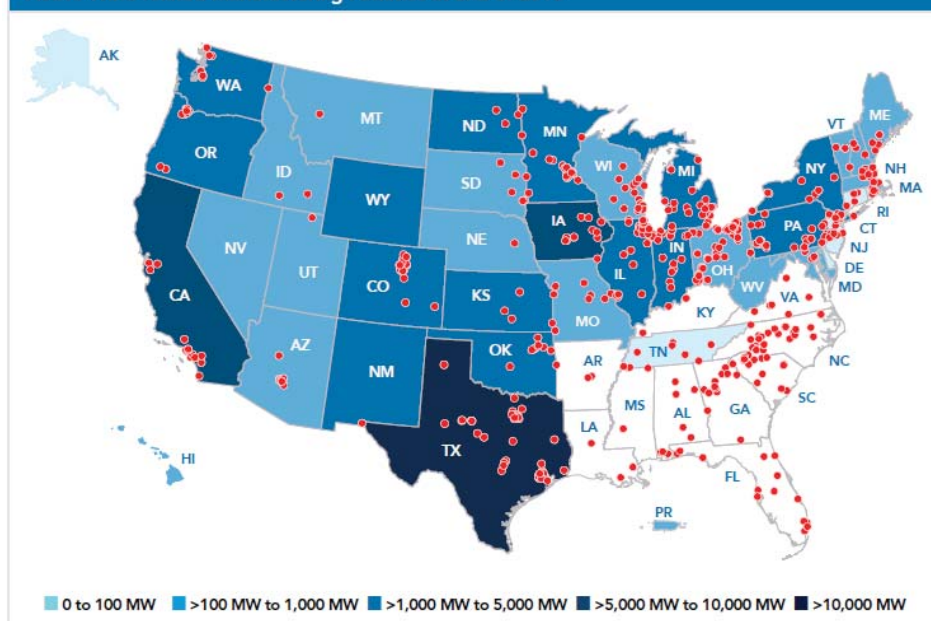 AK
WA
MT
ND
MN
VT
ME
OR
ID
SD
WI
MI
NY
NH
MA
WY
RI
IA
PA
CT
NE
NJ
NV
IN
OH
DE
UT
IL
MD
CO
WV
CA
KS
VA
MO
KY
AZ
OK
TN
NC
NM
AR
SC
MS
AL
GA
TX
LA
HI
FL
PR
0 to 100 MW >100 MW to 1,000 MW >1,000 MW to 5,000 MW >5,000 MW to 10,000 MW >10,000 MW